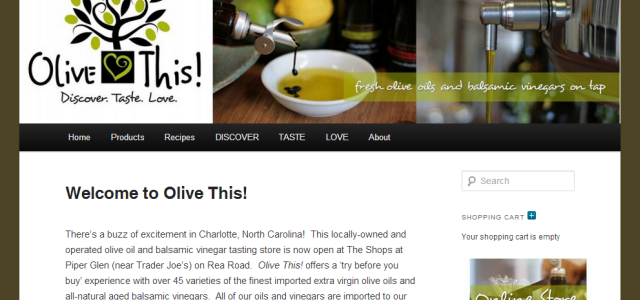 OLIVE This!
Discover. Taste. Love.
fresh olive oils and balsamic vinegars on tap
Home Products Recipes DISCOVER TASTE LOVE About
Welcome to Olive This!
Search
SHOPPING CART
Your shopping cart is empty
There's a buzz of excitement in Charlotte, North Carolina! This locally-owned and
operated olive oil and balsamic vinegar tasting store is now open at The Shops at
Piper Glen (near Trader Joe's) on Rea Road. Olive This! offers a 'try before you
buy' experience with over 45 varieties of the finest imported extra virgin olive oils and
all-natural aged balsamic vinegars. All of our oils and vinegars are imported to our
Online Store